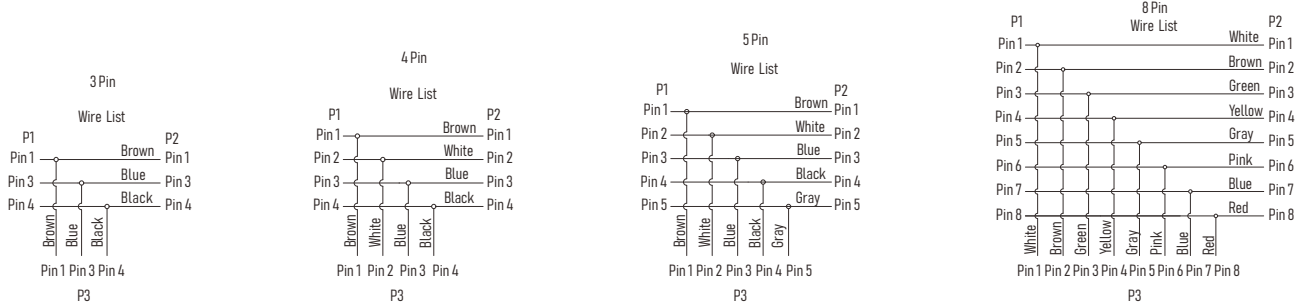 3 Pin
Wire List
P1 P2
Pin 1 Brown Pin 1
Pin 3 Blue Pin 3
Pin 4 Black Pin 4
Brown Blue Black
Pin 1 Pin 3 Pin 4
P3
4 Pin
Wire List
P1 P2
Pin 1 Brown Pin 1
Pin 2 White Pin 2
Pin 3 Blue Pin 3
Pin 4 Black Pin 4
Brown White Blue Black
Pin 1 Pin 2 Pin 3 Pin 4
P3
5 Pin
Wire List
P1 P2
Pin 1 Brown Pin 1
Pin 2 White Pin 2
Pin 3 Blue Pin 3
Pin 4 Black Pin 4
Pin 5 Gray Pin 5
Brown White Blue Black Gray
Pin 1 Pin 2 Pin 3 Pin 4 Pin 5
P3
8 Pin
Wire List
P1 P2
Pin 1 White Pin 1
Pin 2 Brown Pin 2
Pin 3 Green Pin 3
Pin 4 Yellow Pin 4
Pin 5 Gray Pin 5
Pin 6 Pink Pin 6
Pin 7 Blue Pin 7
Pin 8 Red Pin 8
White Brown Green Yellow Gray Pink Blue Red
Pin 1 Pin 2 Pin 3 Pin 4 Pin 5 Pin 6 Pin 7 Pin 8
P3